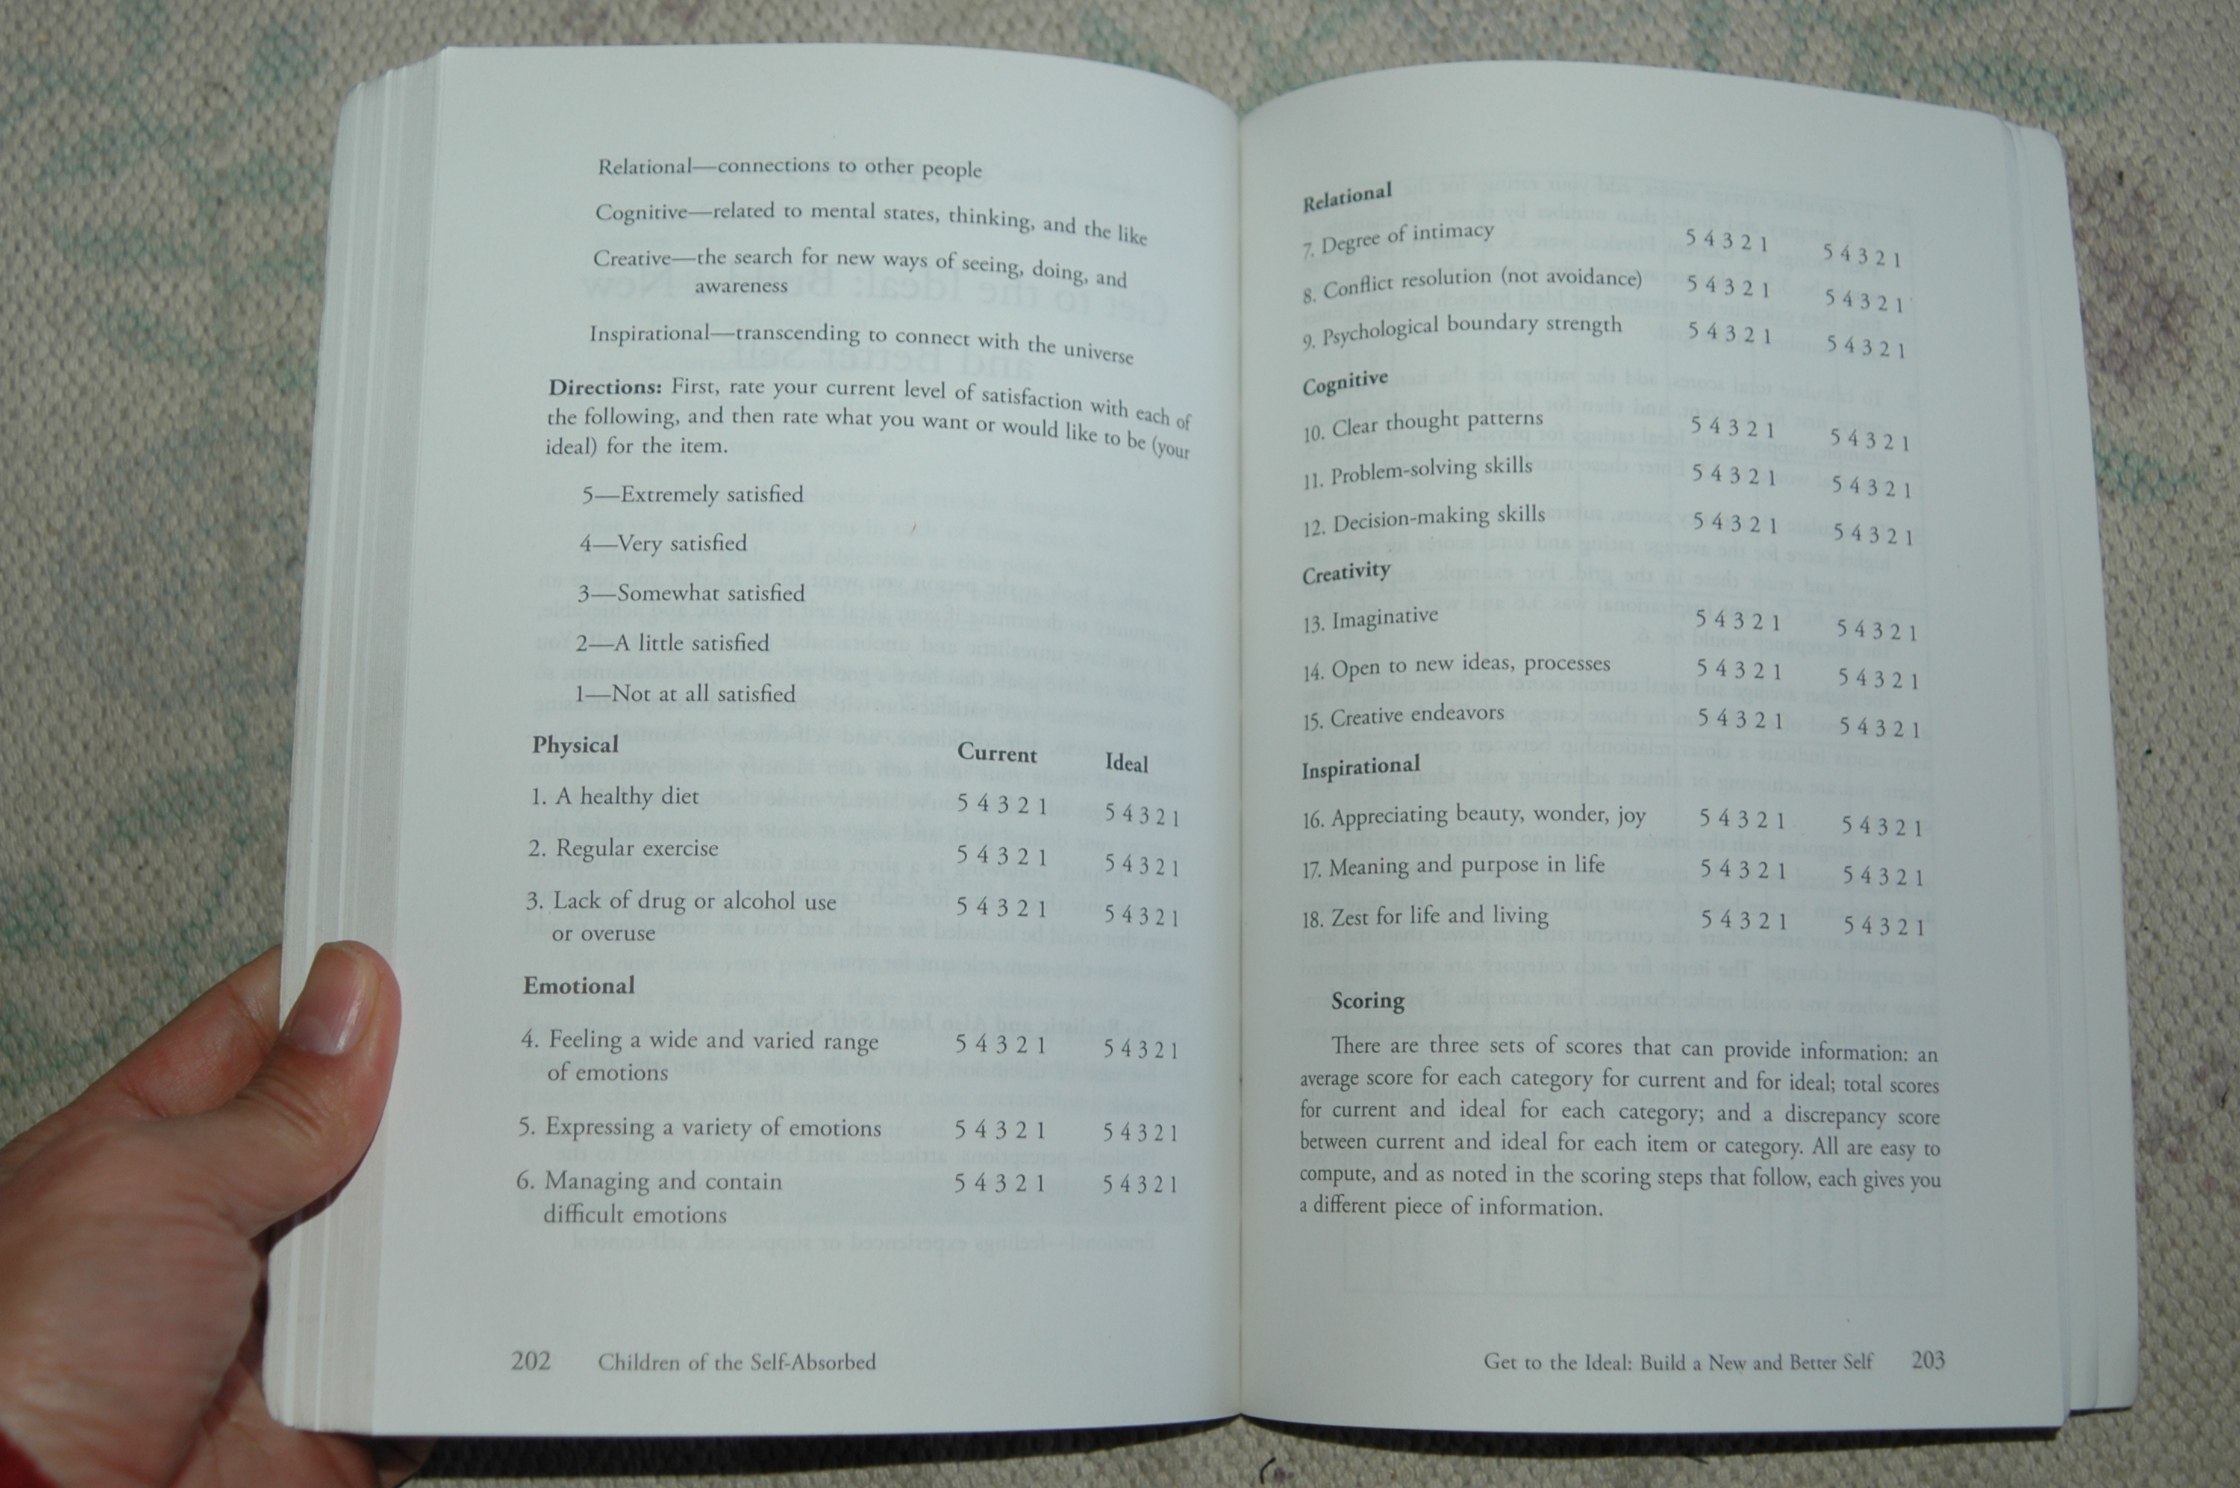 Relational—connections to other people
Cognitive—related to mental states, thinking, and the like
Creative—the search for new ways of seeing, doing, and
awareness
Inspirational—transcending to connect with the universe
Directions: First, rate your current level of satisfaction with each of
the following, and then rate what you want or would like to be (your
ideal) for the item.
5—Extremely satisfied
4—Very satisfied
3—Somewhat satisfied
2—A little satisfied
1—Not at all satisfied
Physical Current Ideal
1. A healthy diet 5 4 3 2 1 5 4 3 2 1
2. Regular exercise 5 4 3 2 1 5 4 3 2 1
3. Lack of drug or alcohol use 5 4 3 2 1 5 4 3 2 1
or overuse
Emotional
4. Feeling a wide and varied range 5 4 3 2 1 5 4 3 2 1
of emotions
5. Expressing a variety of emotions 5 4 3 2 1 5 4 3 2 1
6. Managing and contain 5 4 3 2 1 5 4 3 2 1
difficult emotions
202 Children of the Self-Absorbed
Relational
7. Degree of intimacy 5 4 3 2 1 5 4 3 2 1
8. Conflict resolution (not avoidance) 5 4 3 2 1 5 4 3 2 1
9. Psychological boundary strength 5 4 3 2 1 5 4 3 2 1
Cognitive
10. Clear thought patterns 5 4 3 2 1 5 4 3 2 1
11. Problem-solving skills 5 4 3 2 1 5 4 3 2 1
12. Decision-making skills 5 4 3 2 1 5 4 3 2 1
Creativity
13. Imaginative 5 4 3 2 1 5 4 3 2 1
14. Open to new ideas, processes 5 4 3 2 1 5 4 3 2 1
15. Creative endeavors 5 4 3 2 1 5 4 3 2 1
Inspirational
16. Appreciating beauty, wonder, joy 5 4 3 2 1 5 4 3 2 1
17. Meaning and purpose in life 5 4 3 2 1 5 4 3 2 1
18. Zest for life and living 5 4 3 2 1 5 4 3 2 1
Scoring
There are three sets of scores that can provide information: an
average score for each category for current and for ideal; total scores
for current and ideal for each category; and a discrepancy score
between current and ideal for each item or category. All are easy to
compute, and as noted in the scoring steps that follow, each gives you
a different piece of information.
Get to the Ideal: Build a New and Better Self 203